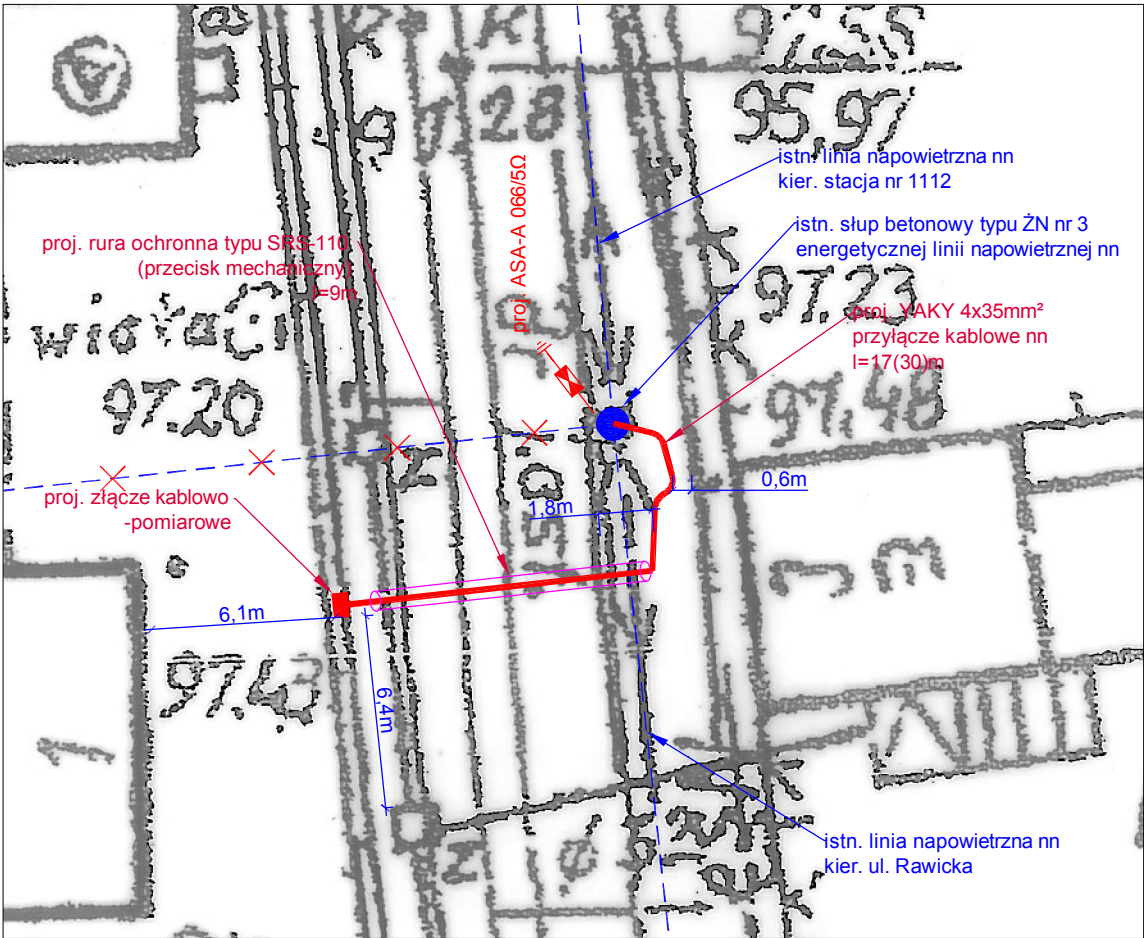 28
95,97
istn. linia napowietrzna nn
kier. stacja nr 1112
proj. ASA-A 066/5Ω
istn. słup betonowy typu ŻN nr 3
energetycznej linii napowietrznej nn
proj. rura ochronna typu SRS-110
(przecisk mechaniczny)
l=9m
97.23
proj. YAKY 4x35mm²
przyłącze kablowe nn
l=17(30)m
97.20
97,48
proj. złącze kablowo
-pomiarowe
0,6m
1,8m
6,1m
97.43
6,4m
istn. linia napowietrzna nn
kier. ul. Rawicka